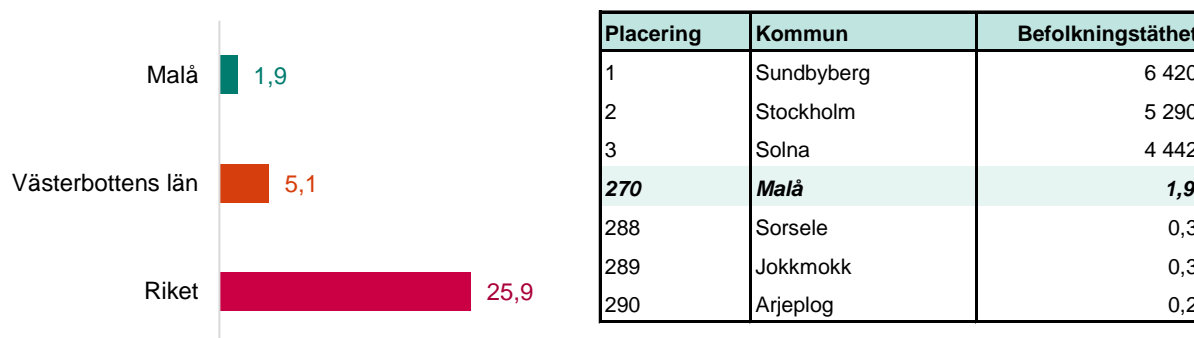 Malå 1,9
Västerbottens län 5,1
Riket 25,9
Placering Kommun Befolkningstäthet
1 Sundbyberg 6 420
2 Stockholm 5 290
3 Solna 4 442
270 Malå 1,9
288 Sorsele 0,3
289 Jokkmokk 0,3
290 Arjeplog 0,2